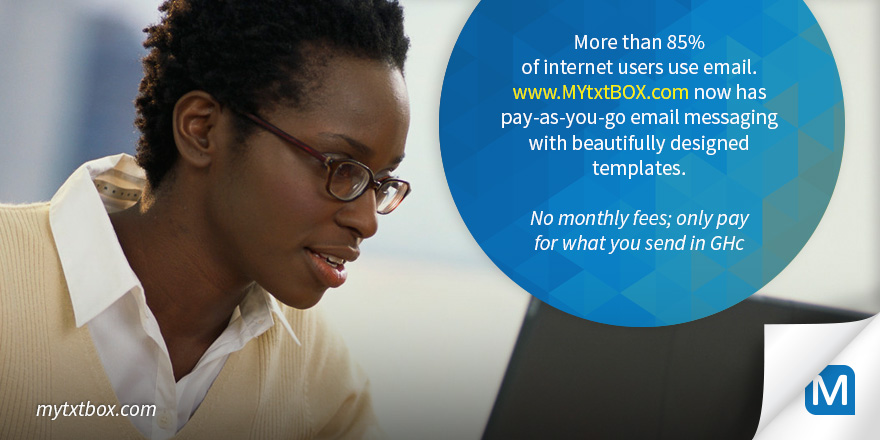 More than 85%
of internet users use email.
www.MYtxtBOX.com now has
pay-as-you-go email messaging
with beautifully designed
templates.
No monthly fees; only pay
for what you send in GHc
mytxtbox.com
M